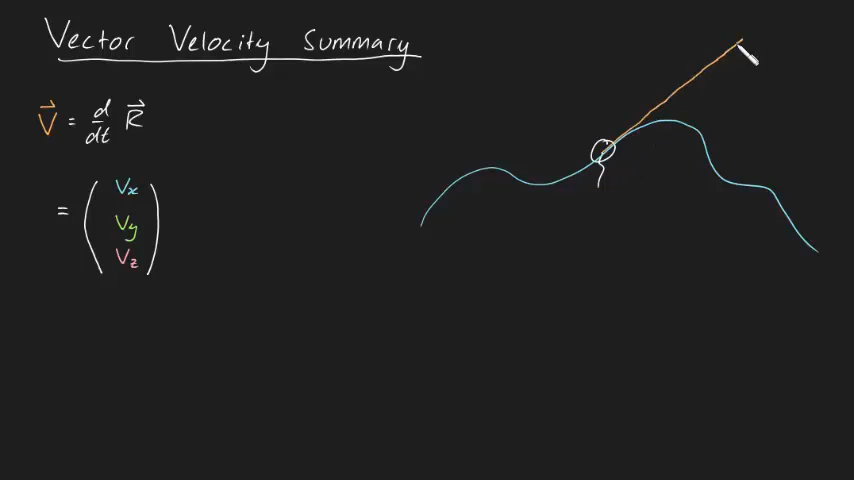 Vector Velocity Summary
V⃗ = d/dt R⃗
= ( Vx
Vy
Vz )